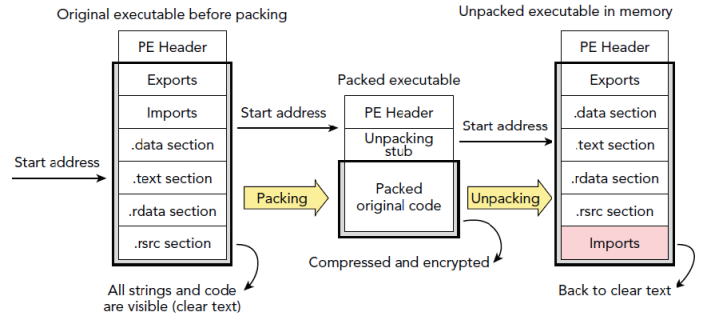 Original executable before packing
PE Header
Exports
Imports
.data section
.text section
.rdata section
.rsrc section
Start address
All strings and code
are visible (clear text)
Packing
Start address
Packed executable
PE Header
Unpacking
stub
Packed
original code
Compressed and encrypted
Start address
Unpacking
Unpacked executable in memory
PE Header
Exports
.data section
.text section
.rdata section
.rsrc section
Imports
Back to clear text